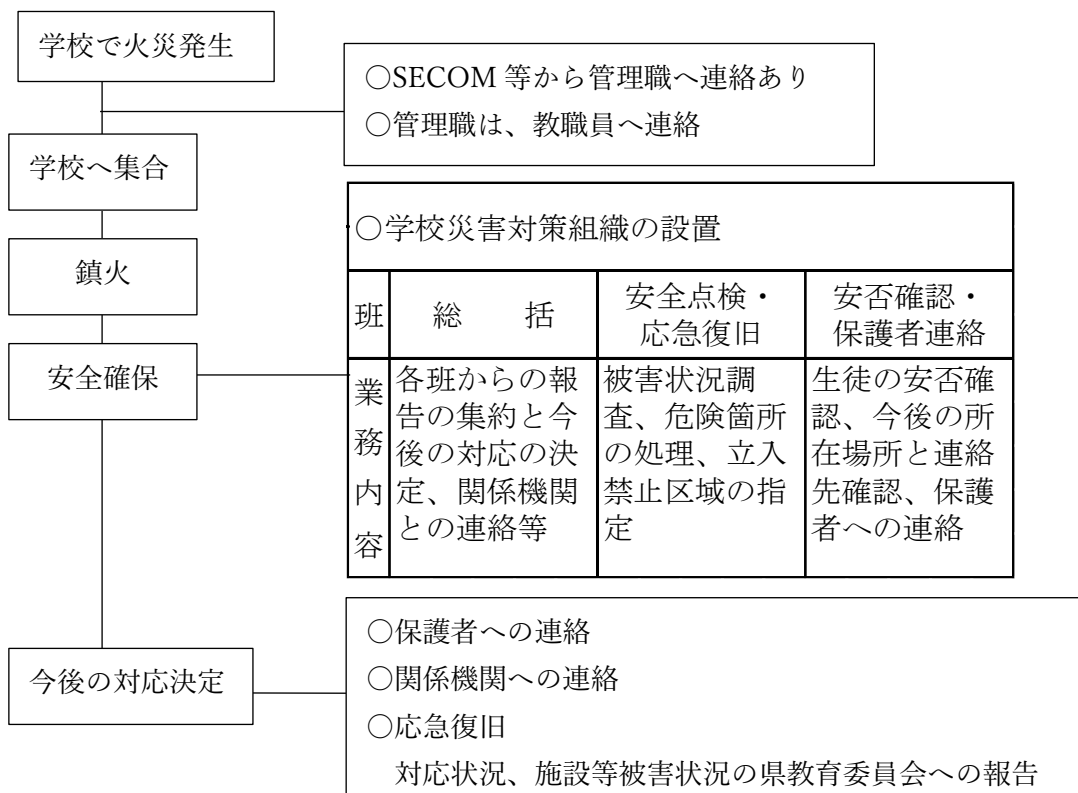 学校で火災発生
○SECOM 等から管理職へ連絡あり
○管理職は、教職員へ連絡
学校へ集合
鎮火
安全確保
○学校災害対策組織の設置
班
総　　括
安全点検・
応急復旧
安否確認・
保護者連絡
業
務
内
容
各班からの報
告の集約と今
後の対応の決
定、関係機関
との連絡等
被害状況調
査、危険箇所
の処理、立入
禁止区域の指
定
生徒の安否確
認、今後の所
在場所と連絡
先確認、保護
者への連絡
今後の対応決定
○保護者への連絡
○関係機関への連絡
○応急復旧
対応状況、施設等被害状況の県教育委員会への報告